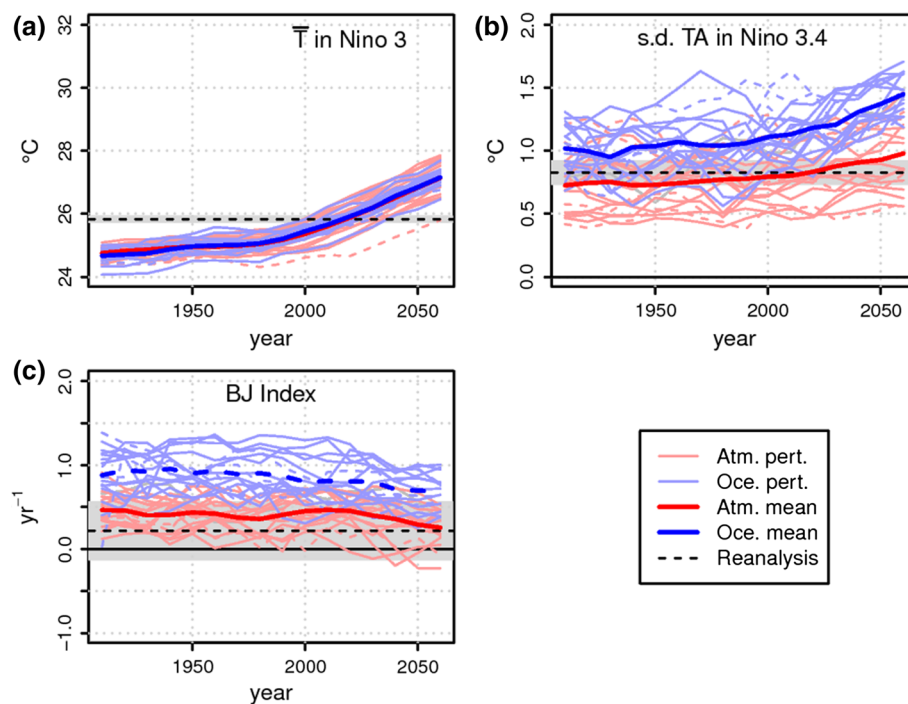 (a)
T̅ in Nino 3
°C
32
30
28
26
24
1950
2000
2050
year
(b)
s.d. TA in Nino 3.4
°C
2.0
1.5
1.0
0.5
0.0
1950
2000
2050
year
(c)
BJ Index
yr⁻¹
2.0
1.0
0.0
−1.0
1950
2000
2050
year
Atm. pert.
Oce. pert.
Atm. mean
Oce. mean
Reanalysis